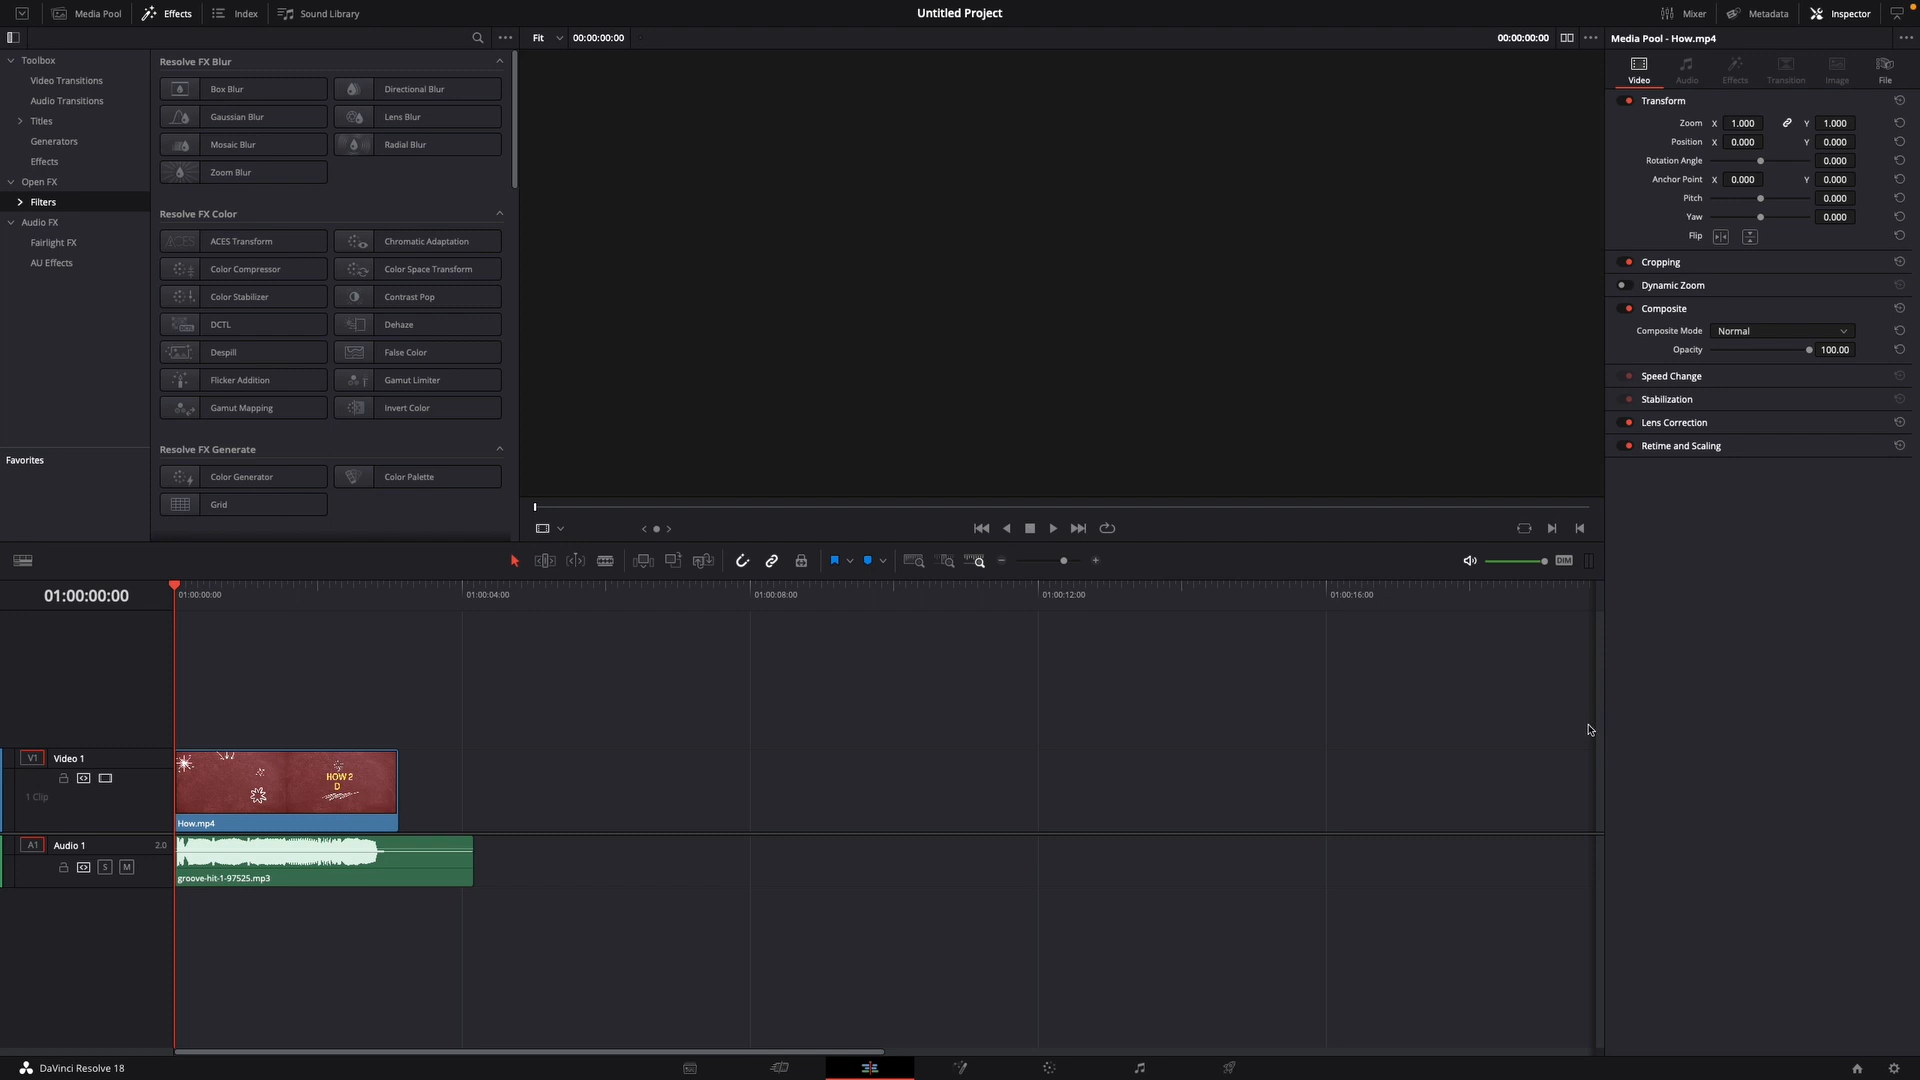 Media Pool
Effects
Index
Sound Library
Untitled Project
Mixer
Metadata
Inspector
Fit
00:00:00:00
00:00:00:00
Media Pool - How.mp4
Toolbox
Video Transitions
Audio Transitions
Titles
Generators
Effects
Open FX
Filters
Audio FX
Fairlight FX
AU Effects
Favorites
Resolve FX Blur
Box Blur
Directional Blur
Gaussian Blur
Lens Blur
Mosaic Blur
Radial Blur
Zoom Blur
Resolve FX Color
ACES Transform
Chromatic Adaptation
Color Compressor
Color Space Transform
Color Stabilizer
Contrast Pop
DCTL
Dehaze
Despill
False Color
Flicker Addition
Gamut Limiter
Gamut Mapping
Invert Color
Resolve FX Generate
Color Generator
Color Palette
Grid
Video
Audio
Effects
Transition
Image
File
Transform
Zoom X 1.000 Y 1.000
Position X 0.000 Y 0.000
Rotation Angle 0.000
Anchor Point X 0.000 Y 0.000
Pitch 0.000
Yaw 0.000
Flip
Cropping
Dynamic Zoom
Composite
Composite Mode Normal
Opacity 100.00
Speed Change
Stabilization
Lens Correction
Retime and Scaling
DIM
01:00:00:00
01:00:00:00
01:00:04:00
01:00:08:00
01:00:12:00
01:00:16:00
V1 Video 1
1 Clip
HOW 2
D
How.mp4
A1 Audio 1 2.0
S M
groove-hit-1-97525.mp3
DaVinci Resolve 18